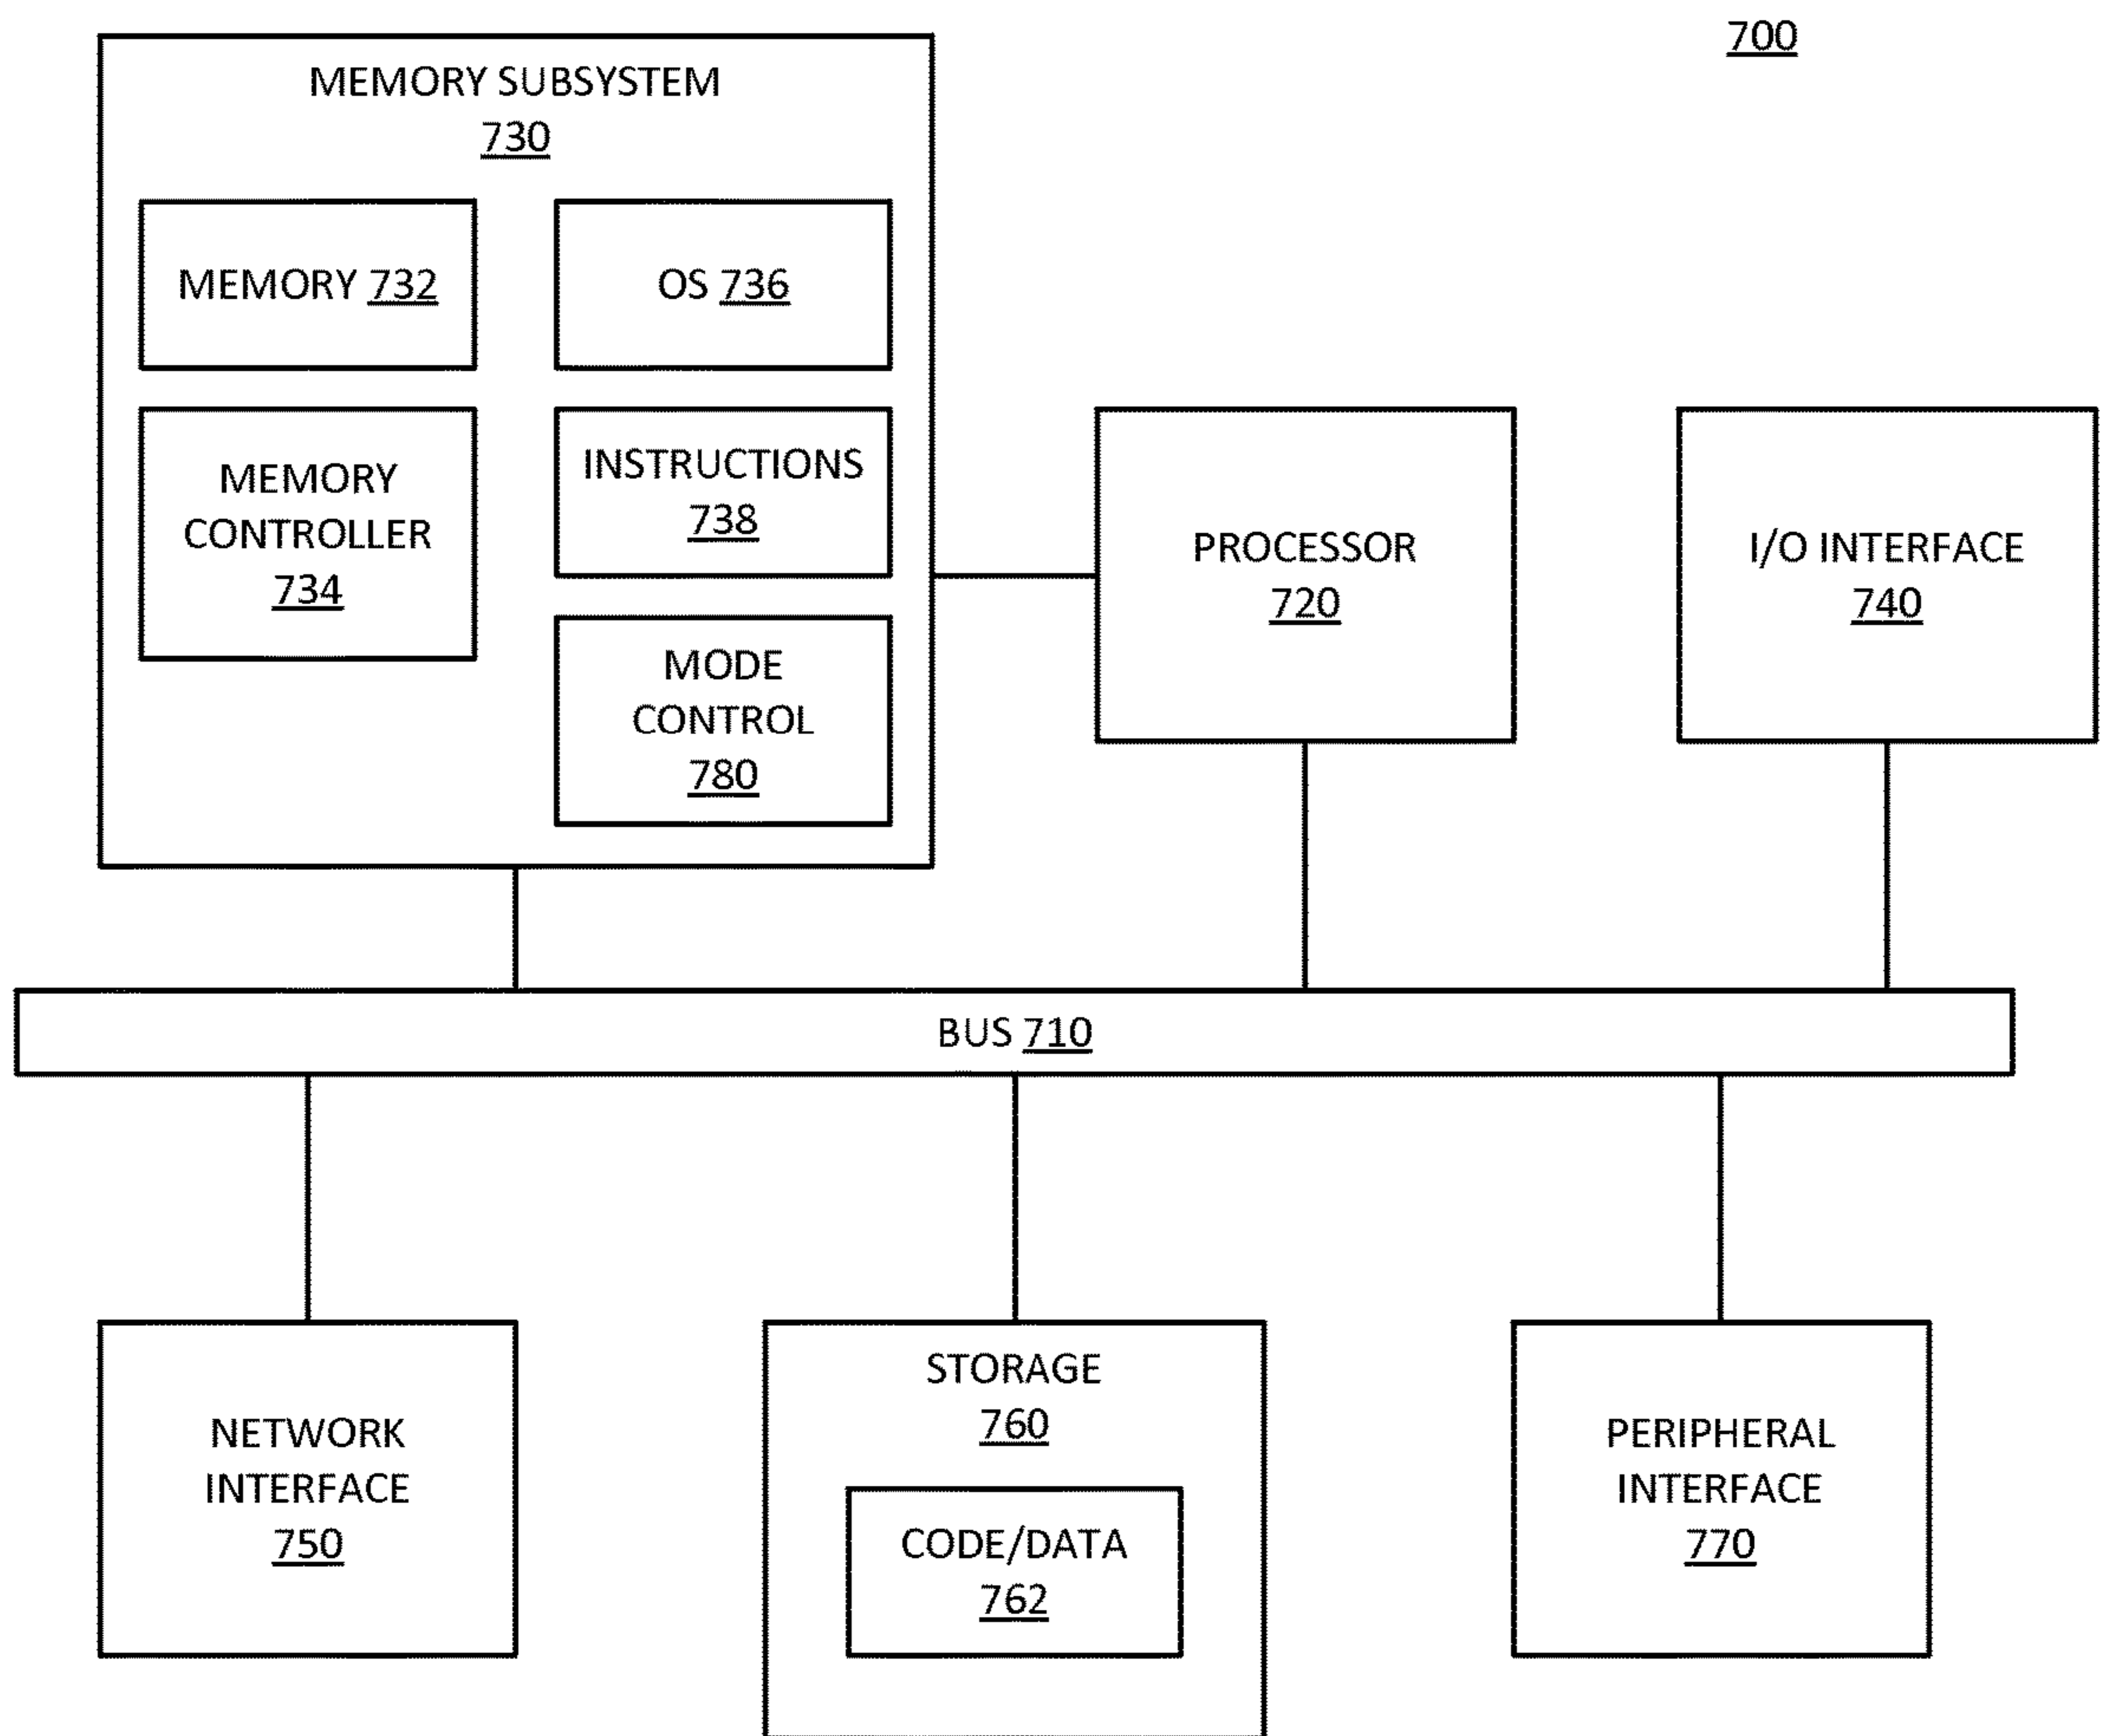 700
MEMORY SUBSYSTEM
730
MEMORY 732
OS 736
MEMORY
CONTROLLER
734
INSTRUCTIONS
738
MODE
CONTROL
780
PROCESSOR
720
I/O INTERFACE
740
BUS 710
NETWORK
INTERFACE
750
STORAGE
760
CODE/DATA
762
PERIPHERAL
INTERFACE
770